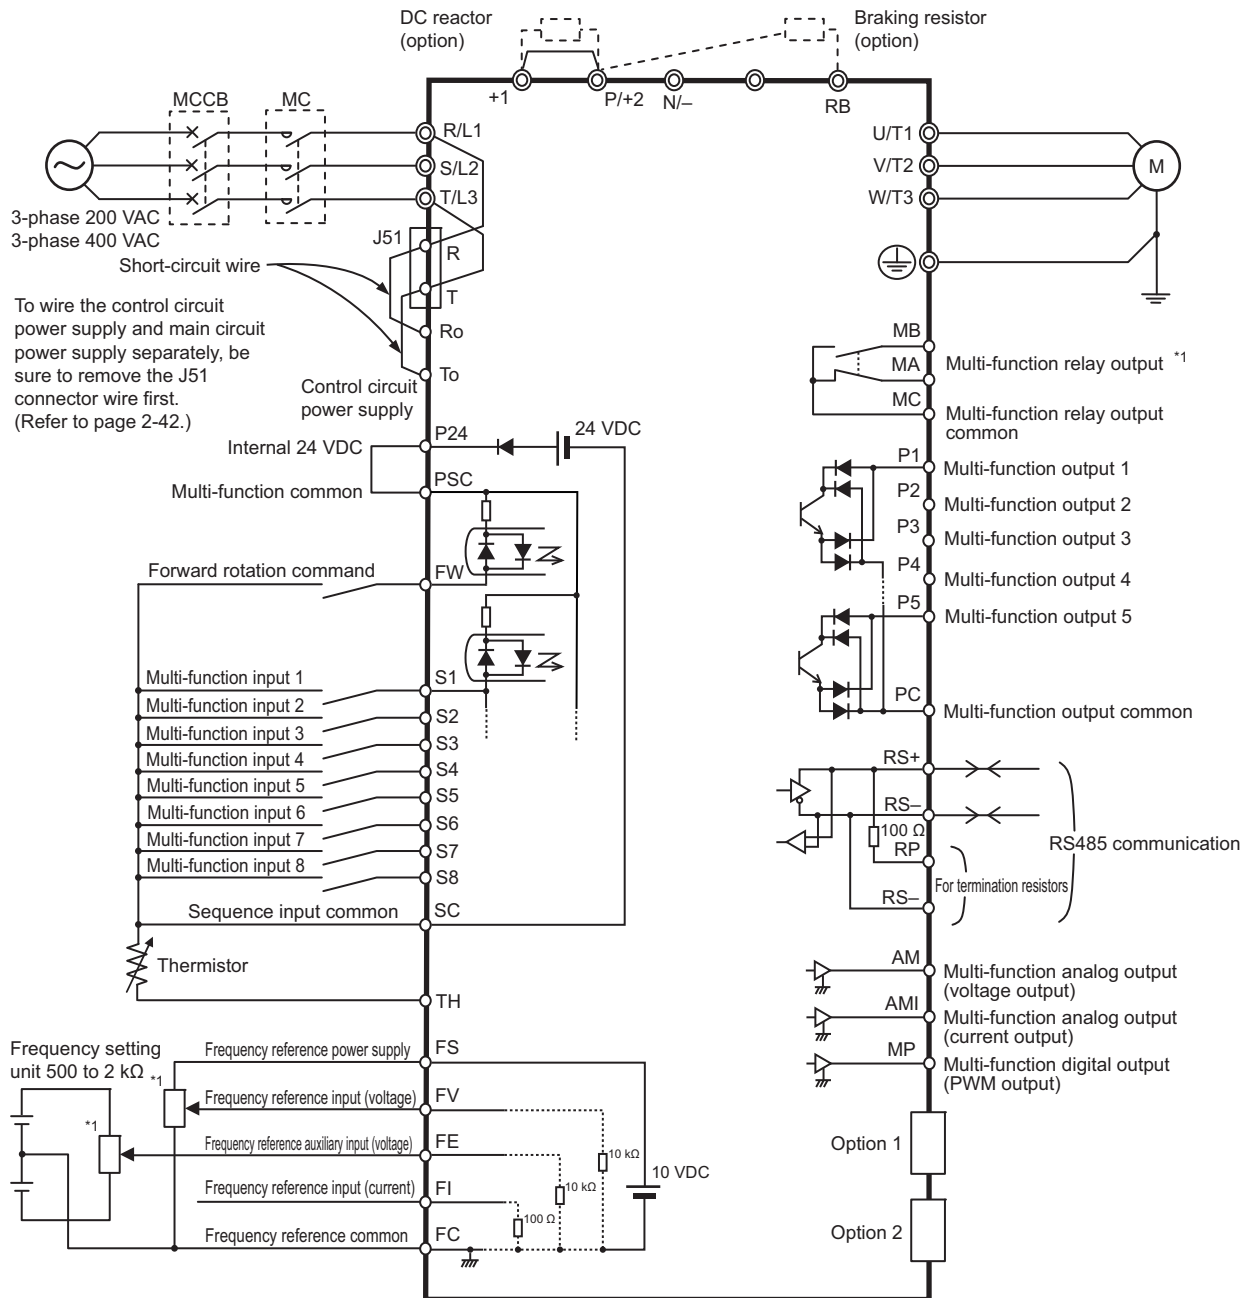 DC reactor
(option)
Braking resistor
(option)
+1
P/+2
N/–
RB
MCCB
MC
R/L1
S/L2
T/L3
3-phase 200 VAC
3-phase 400 VAC
J51
R
T
Short-circuit wire
Ro
To
To wire the control circuit
power supply and main circuit
power supply separately, be
sure to remove the J51
connector wire first.
(Refer to page 2-42.)
Control circuit
power supply
Internal 24 VDC
P24
24 VDC
Multi-function common
PSC
Forward rotation command
FW
Multi-function input 1
S1
Multi-function input 2
S2
Multi-function input 3
S3
Multi-function input 4
S4
Multi-function input 5
S5
Multi-function input 6
S6
Multi-function input 7
S7
Multi-function input 8
S8
Sequence input common
SC
Thermistor
TH
Frequency setting
unit 500 to 2 kΩ
*1
*1
Frequency reference power supply
FS
Frequency reference input (voltage)
FV
Frequency reference auxiliary input (voltage)
FE
Frequency reference input (current)
FI
Frequency reference common
FC
10 kΩ
10 kΩ
100 Ω
10 VDC
U/T1
V/T2
W/T3
M
MB
MA
Multi-function relay output *1
MC
Multi-function relay output
common
P1
Multi-function output 1
P2
Multi-function output 2
P3
Multi-function output 3
P4
Multi-function output 4
P5
Multi-function output 5
PC
Multi-function output common
RS+
RS–
100 Ω
RP
RS485 communication
For termination resistors
RS–
AM
Multi-function analog output
(voltage output)
AMI
Multi-function analog output
(current output)
MP
Multi-function digital output
(PWM output)
Option 1
Option 2